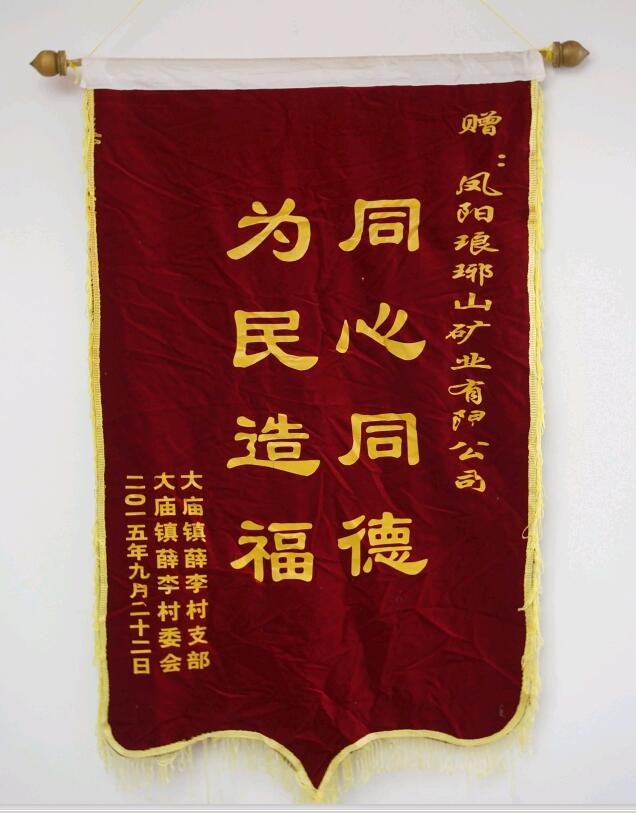 赠：凤阳琅琊山矿业有限公司
同心同德
为民造福
大庙镇薛李村支部
大庙镇薛李村委会
二〇一五年九月二十二日